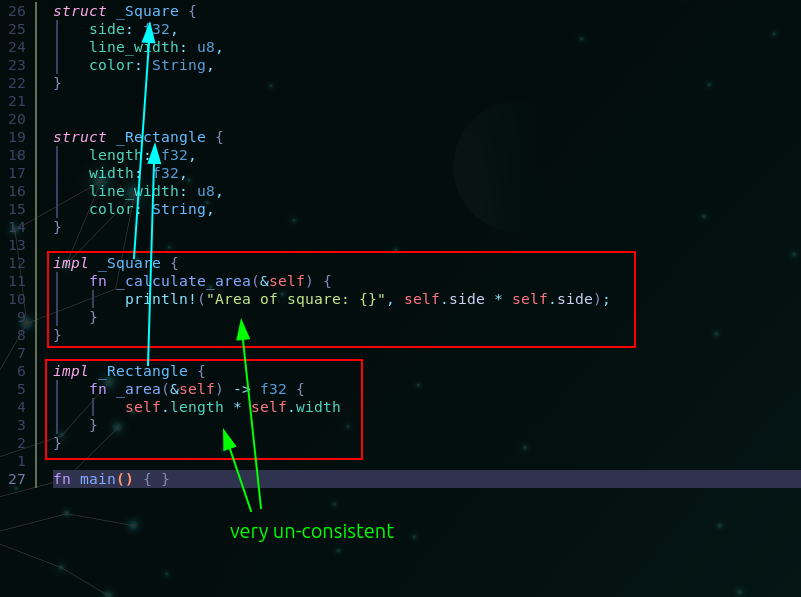 26 struct _Square {
25     side: f32,
24     line_width: u8,
23     color: String,
22 }
21
20
19 struct _Rectangle {
18     length: f32,
17     width: f32,
16     line_width: u8,
15     color: String,
14 }
13
12 impl _Square {
11     fn _calculate_area(&self) {
10         println!("Area of square: {}", self.side * self.side);
9     }
8 }
7
6 impl _Rectangle {
5     fn _area(&self) -> f32 {
4         self.length * self.width
3     }
2 }
1
27 fn main() { }
very un-consistent